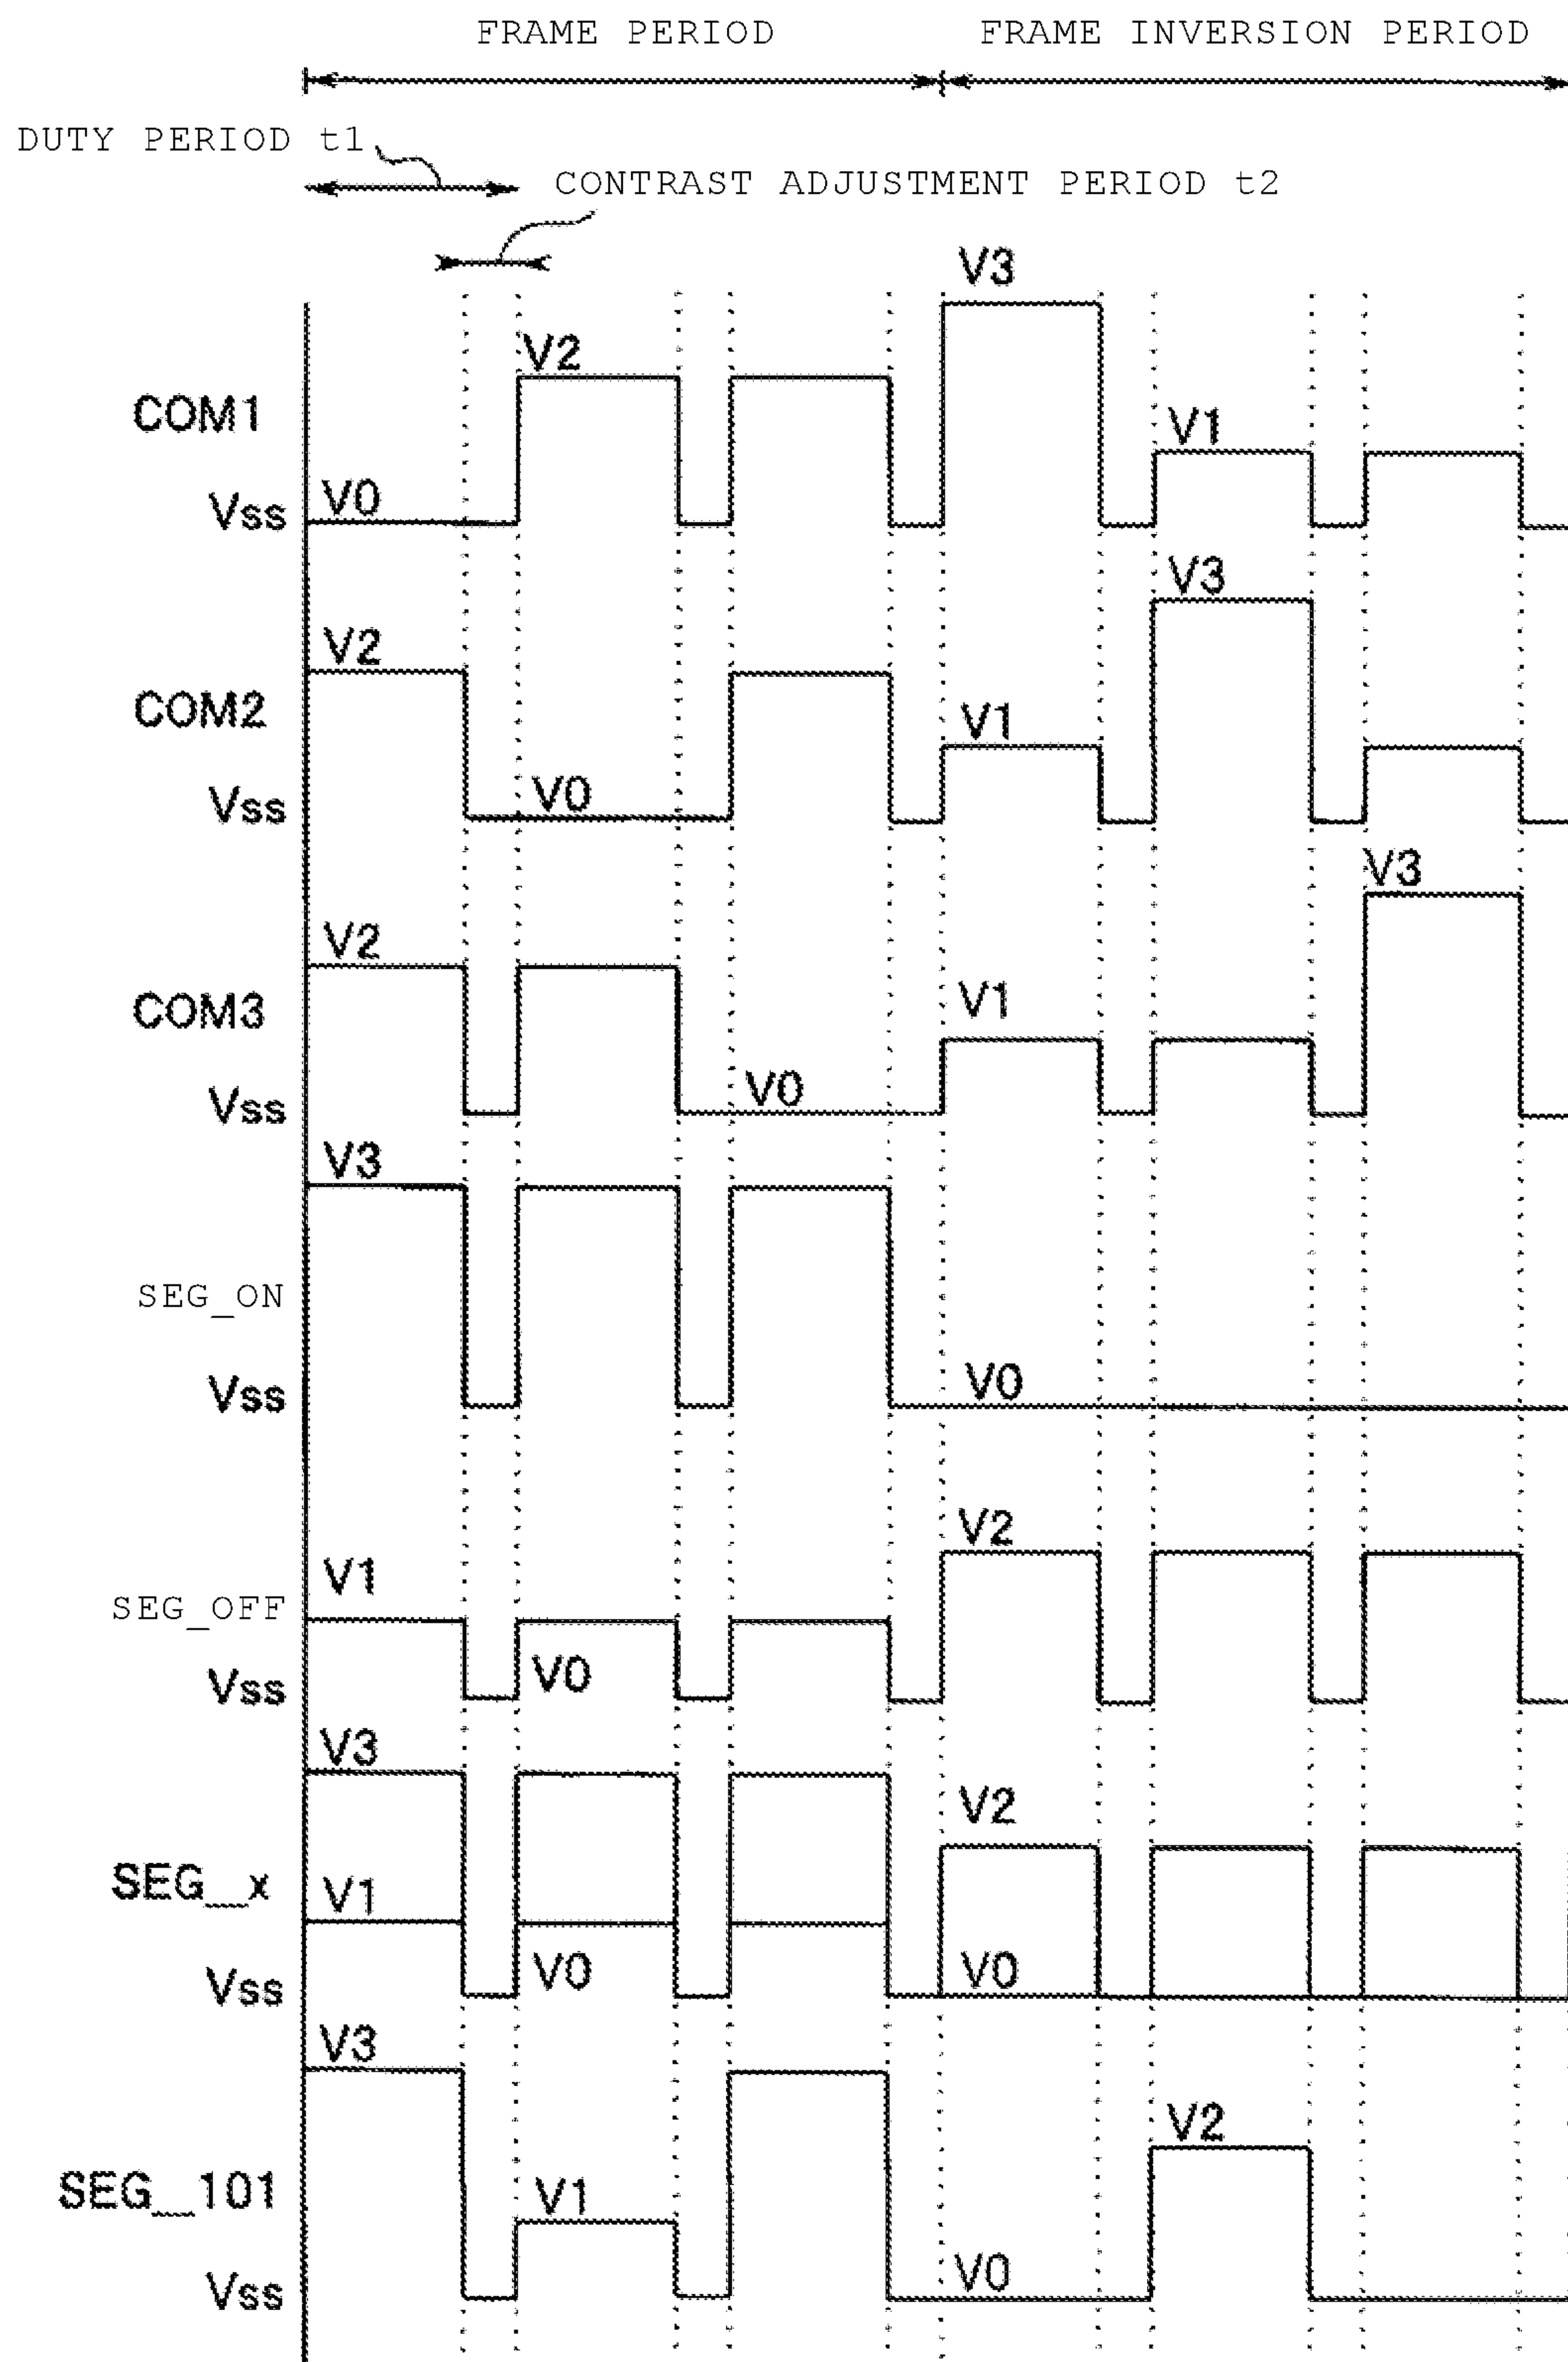 FRAME PERIOD FRAME INVERSION PERIOD
DUTY PERIOD t1
CONTRAST ADJUSTMENT PERIOD t2
V3
V2
COM1
V1
V0
Vss
V3
V2
COM2
V1
V0
Vss
V3
V2
COM3
V1
V0
Vss
V3
SEG_ON
V0
Vss
V2
V1
SEG_OFF
V0
Vss
V3
V2
SEG_x
V1
V0 V0
Vss
V3
V2
SEG_101
V1
V0
Vss